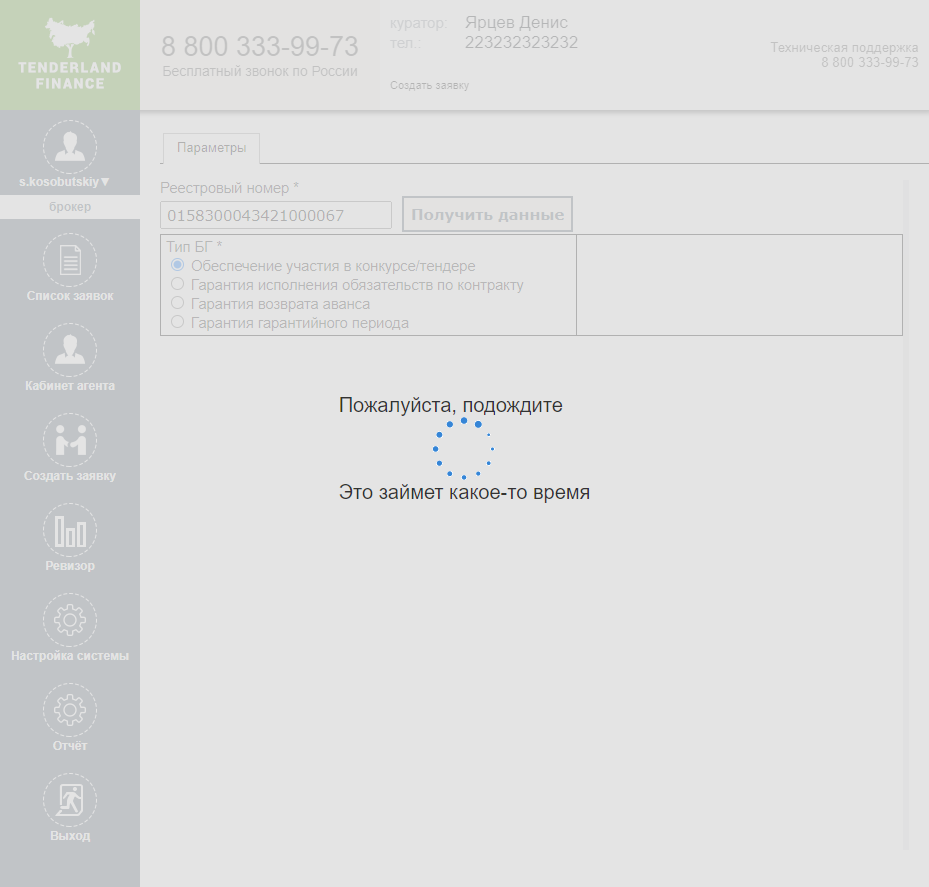 TENDERLAND
FINANCE
8 800 333-99-73
Бесплатный звонок по России
куратор: Ярцев Денис
тел.: 223232323232
Создать заявку
Техническая поддержка
8 800 333-99-73
s.kosobutskiy▼
брокер
Список заявок
Кабинет агента
Создать заявку
Ревизор
Настройка системы
Отчёт
Выход
Параметры
Реестровый номер *
0158300043421000067 Получить данные
Тип БГ *
Обеспечение участия в конкурсе/тендере
Гарантия исполнения обязательств по контракту
Гарантия возврата аванса
Гарантия гарантийного периода
Пожалуйста, подождите
Это займет какое-то время